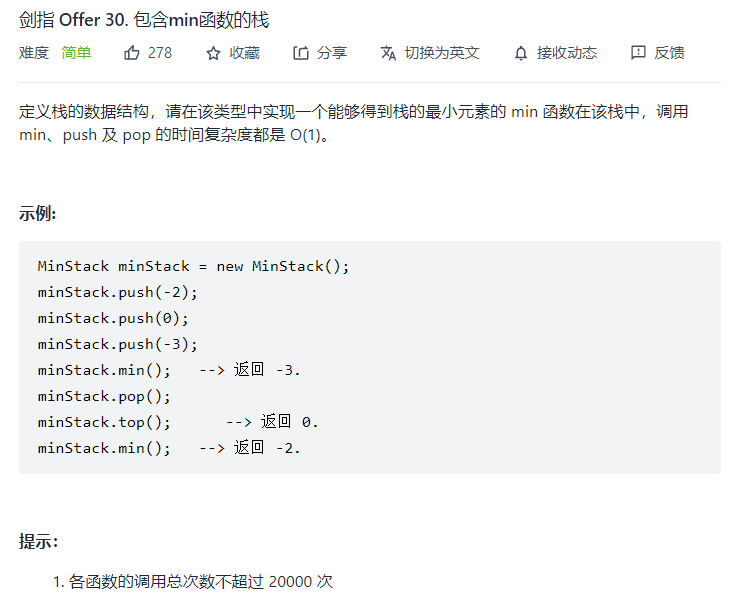 剑指 Offer 30. 包含min函数的栈
难度 简单 278 收藏 分享 切换为英文 接收动态 反馈
定义栈的数据结构，请在该类型中实现一个能够得到栈的最小元素的 min 函数在该栈中，调用
min、push 及 pop 的时间复杂度都是 O(1)。
示例:
MinStack minStack = new MinStack();
minStack.push(-2);
minStack.push(0);
minStack.push(-3);
minStack.min();   --> 返回 -3.
minStack.pop();
minStack.top();      --> 返回 0.
minStack.min();   --> 返回 -2.
提示：
1. 各函数的调用总次数不超过 20000 次